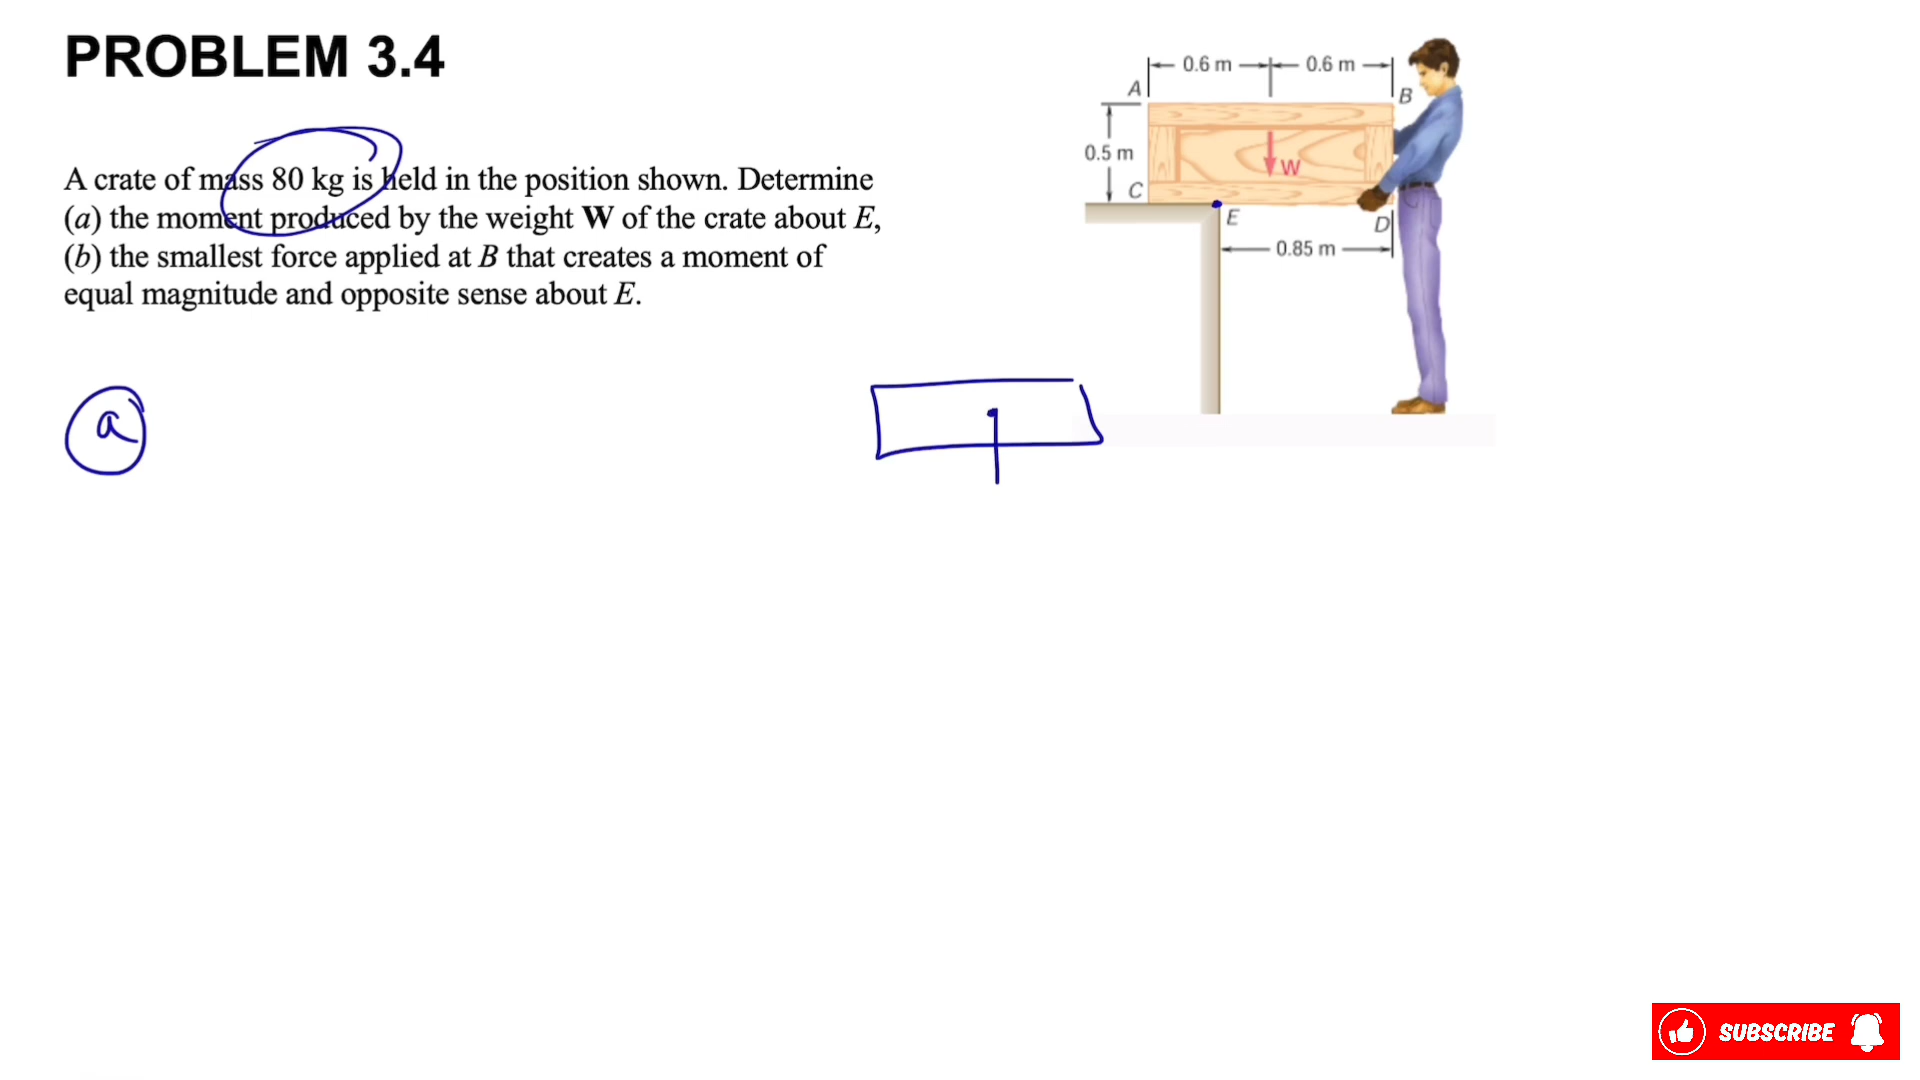 PROBLEM 3.4
A crate of mass 80 kg is held in the position shown. Determine
(a) the moment produced by the weight W of the crate about E,
(b) the smallest force applied at B that creates a moment of
equal magnitude and opposite sense about E.
0.6 m 0.6 m
A B
0.5 m
W
C
E D
0.85 m
a
SUBSCRIBE